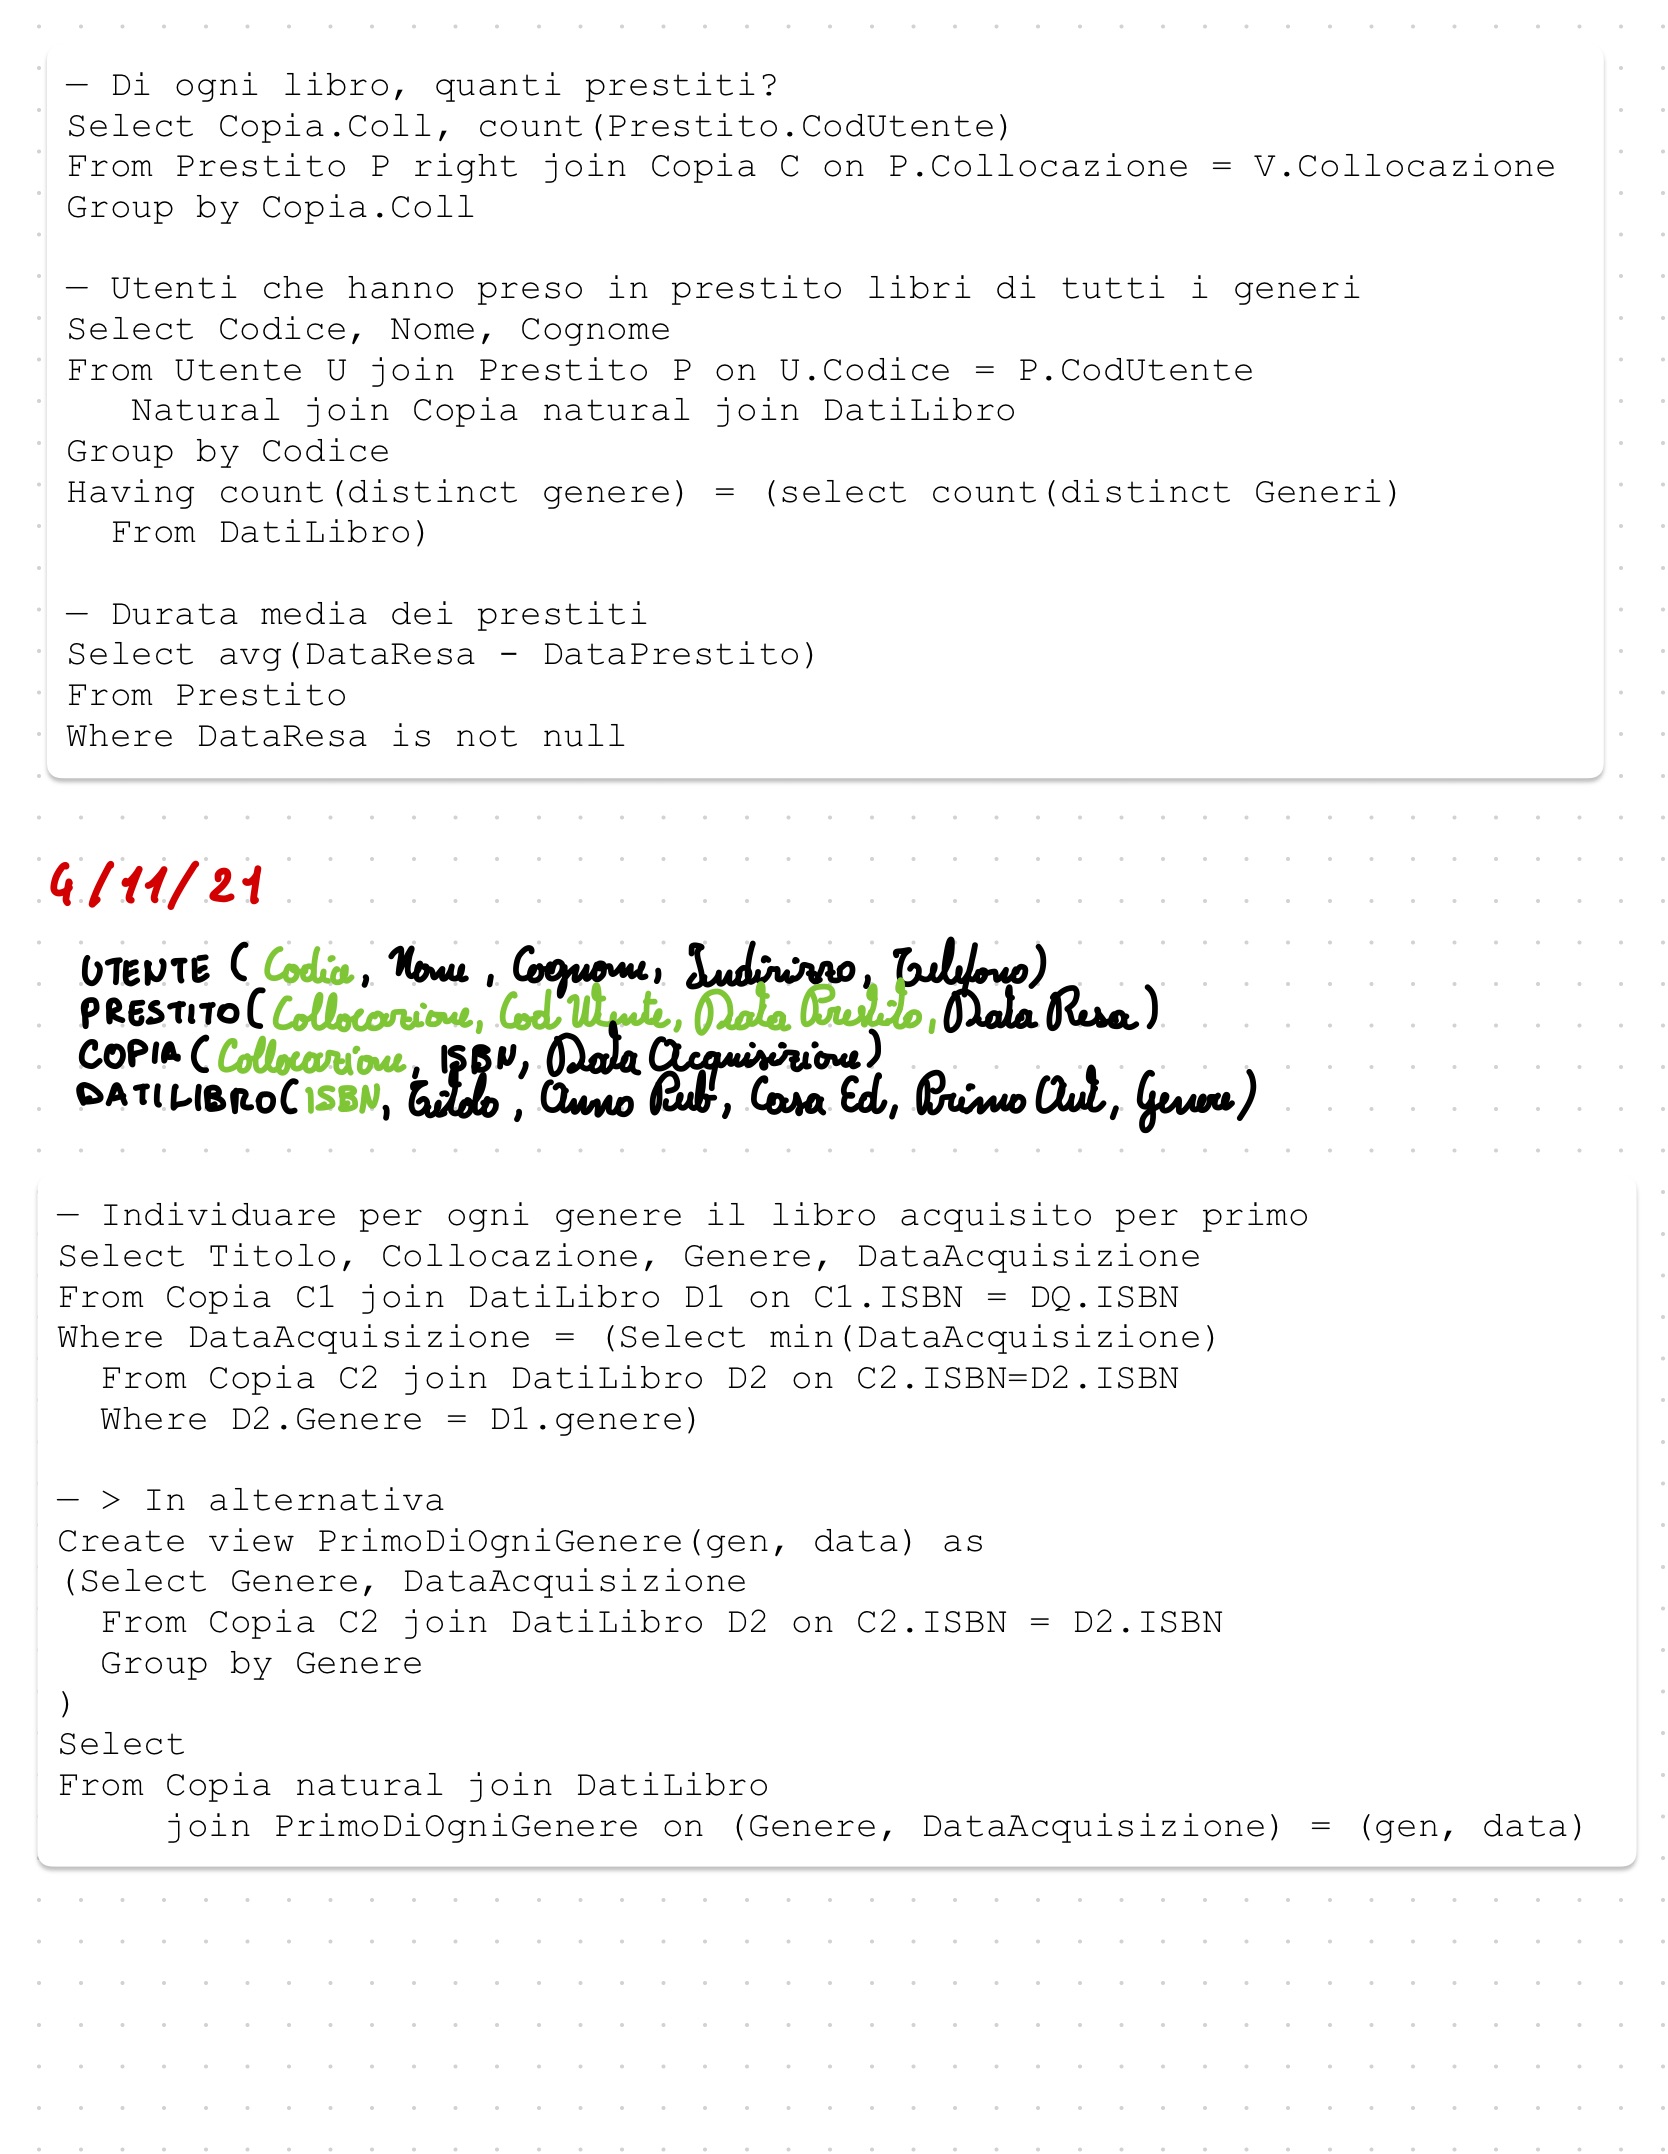 — Di ogni libro, quanti prestiti?
Select Copia.Coll, count(Prestito.CodUtente)
From Prestito P right join Copia C on P.Collocazione = V.Collocazione
Group by Copia.Coll
— Utenti che hanno preso in prestito libri di tutti i generi
Select Codice, Nome, Cognome
From Utente U join Prestito P on U.Codice = P.CodUtente
Natural join Copia natural join DatiLibro
Group by Codice
Having count(distinct genere) = (select count(distinct Generi)
From DatiLibro)
— Durata media dei prestiti
Select avg(DataResa - DataPrestito)
From Prestito
Where DataResa is not null
4/11/21
UTENTE (Codice, Nome, Cognome, Indirizzo, Telefono)
PRESTITO(Collocazione, Cod Utente, Data Prestito, Data Resa)
COPIA(Collocazione, ISBN, Data Acquisizione)
DATILIBRO(ISBN, Titolo, Anno Pub, Casa Ed, Primo Aut, Genere)
— Individuare per ogni genere il libro acquisito per primo
Select Titolo, Collocazione, Genere, DataAcquisizione
From Copia C1 join DatiLibro D1 on C1.ISBN = DQ.ISBN
Where DataAcquisizione = (Select min(DataAcquisizione)
From Copia C2 join DatiLibro D2 on C2.ISBN=D2.ISBN
Where D2.Genere = D1.genere)
— > In alternativa
Create view PrimoDiOgniGenere(gen, data) as
(Select Genere, DataAcquisizione
From Copia C2 join DatiLibro D2 on C2.ISBN = D2.ISBN
Group by Genere
)
Select
From Copia natural join DatiLibro
join PrimoDiOgniGenere on (Genere, DataAcquisizione) = (gen, data)